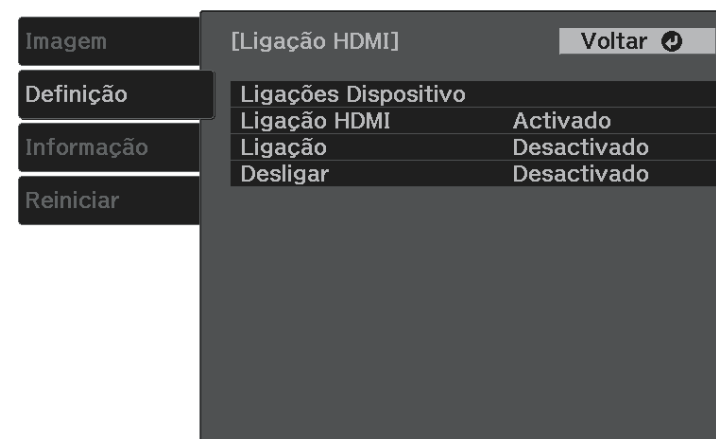 Imagem
Definição
Informação
Reiniciar
[Ligação HDMI]
Voltar
Ligações Dispositivo
Ligação HDMI Activado
Ligação Desactivado
Desligar Desactivado